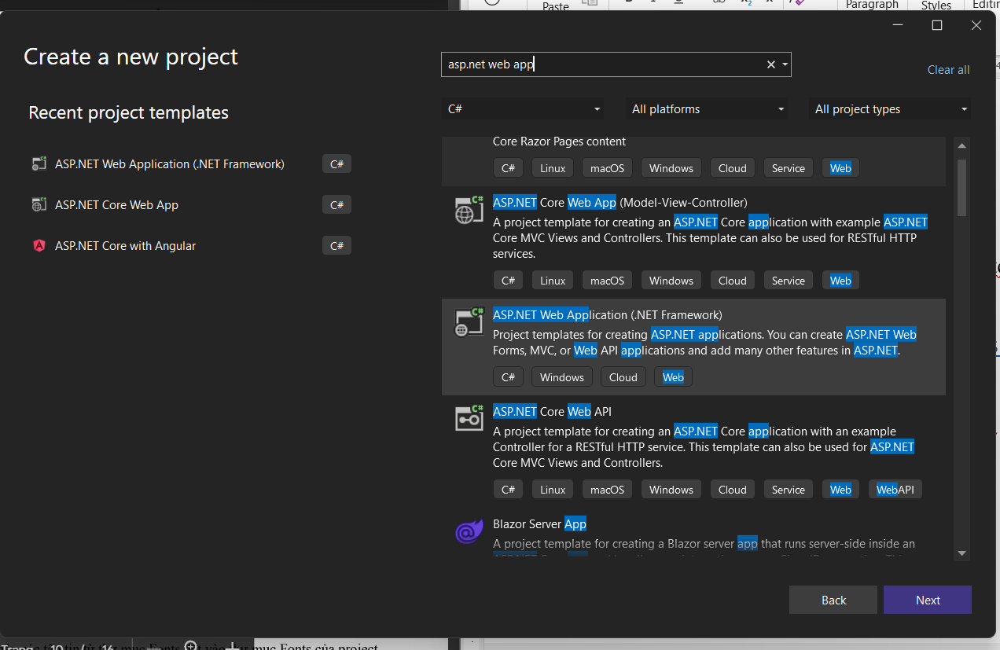 Paste
Paragraph
Styles
Create a new project
asp.net web app
Clear all
Recent project templates
C#
All platforms
All project types
ASP.NET Web Application (.NET Framework)
C#
ASP.NET Core Web App
C#
ASP.NET Core with Angular
C#
Core Razor Pages content
C# Linux macOS Windows Cloud Service Web
ASP.NET Core Web App (Model-View-Controller)
A project template for creating an ASP.NET Core application with example ASP.NET
Core MVC Views and Controllers. This template can also be used for RESTful HTTP
services.
C# Linux macOS Windows Cloud Service Web
ASP.NET Web Application (.NET Framework)
Project templates for creating ASP.NET applications. You can create ASP.NET Web
Forms, MVC, or Web API applications and add many other features in ASP.NET.
C# Windows Cloud Web
ASP.NET Core Web API
A project template for creating an ASP.NET Core application with an example
Controller for a RESTful HTTP service. This template can also be used for ASP.NET
Core MVC Views and Controllers.
C# Linux macOS Windows Cloud Service Web WebAPI
Blazor Server App
A project template for creating a Blazor server app that runs server-side inside an
Back
Next
Trang 10 / 16
mục Fonts của project